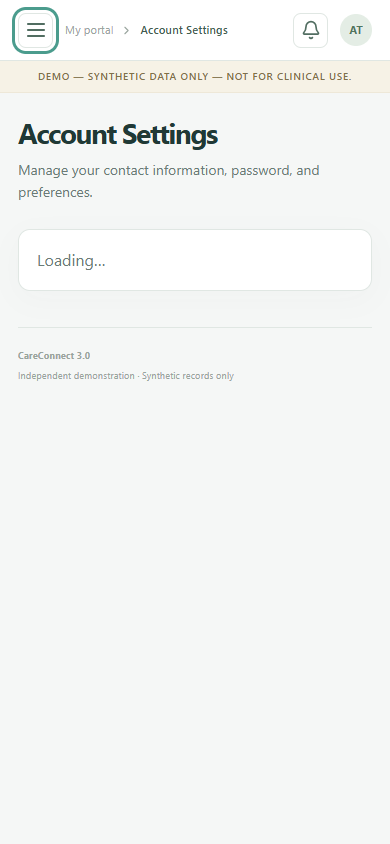 My portal > Account Settings
AT
DEMO — SYNTHETIC DATA ONLY — NOT FOR CLINICAL USE.
Account Settings
Manage your contact information, password, and
preferences.
Loading...
CareConnect 3.0
Independent demonstration · Synthetic records only